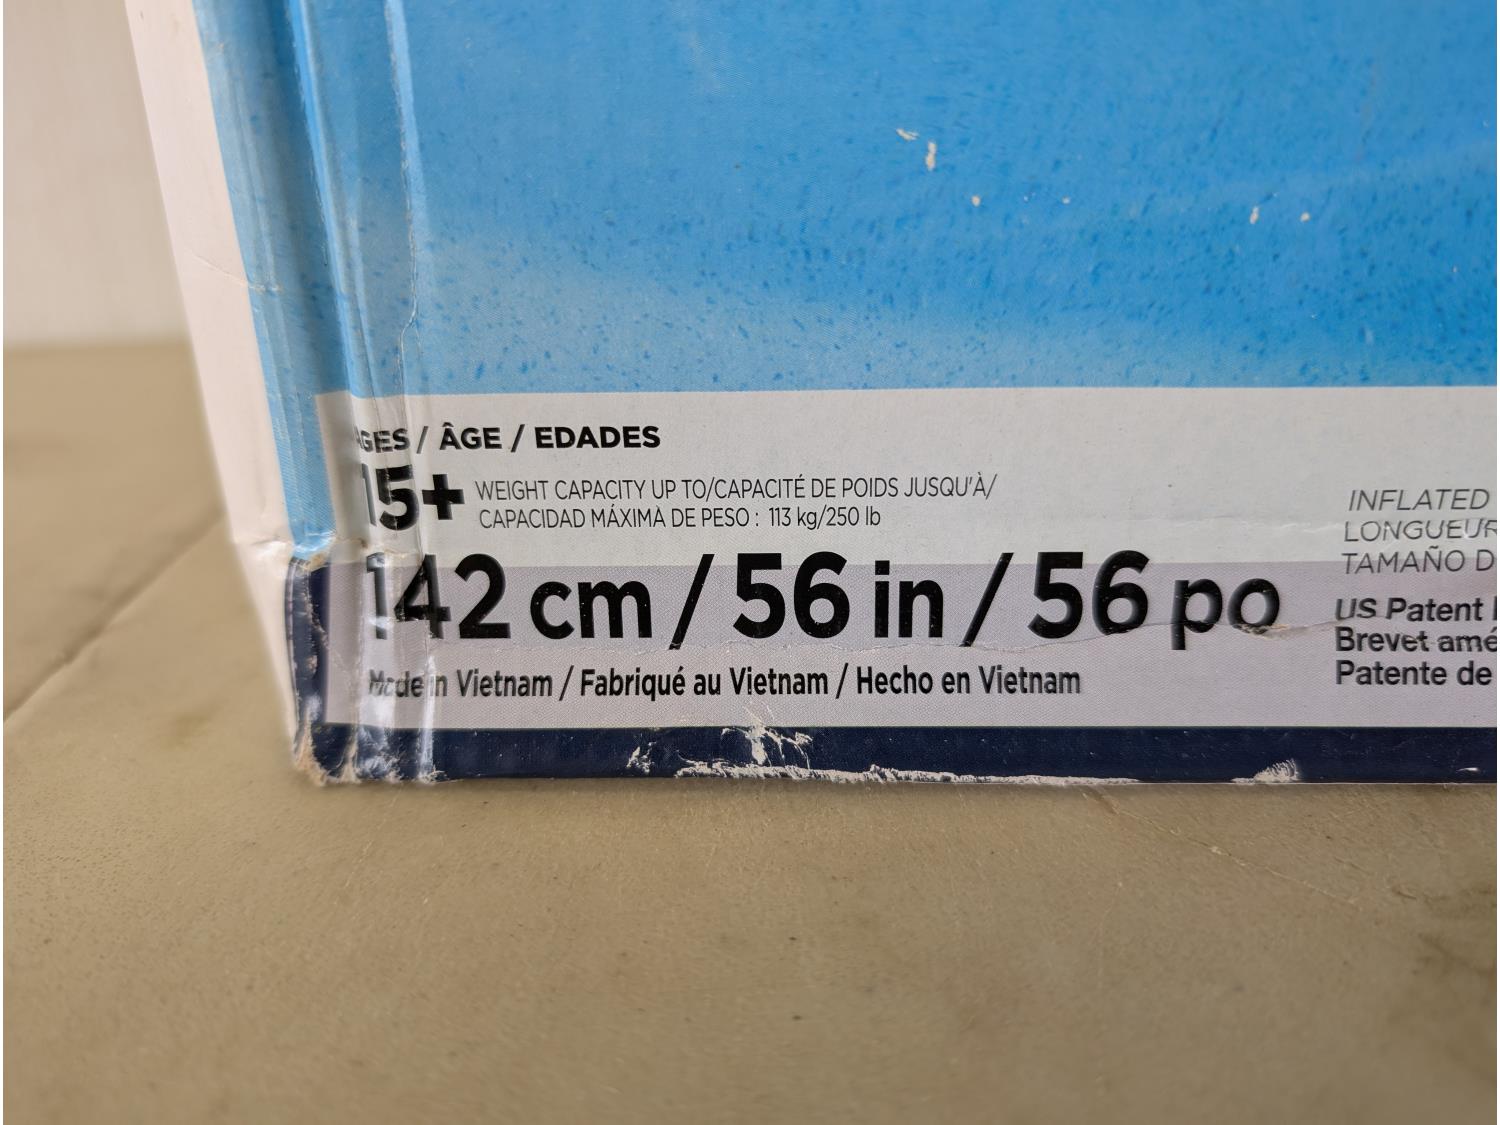 AGES / ÂGE / EDADES
15+
WEIGHT CAPACITY UP TO/CAPACITÉ DE POIDS JUSQU'À/
CAPACIDAD MÁXIMA DE PESO : 113 kg/250 lb
142 cm / 56 in / 56 po
Made in Vietnam / Fabriqué au Vietnam / Hecho en Vietnam
INFLATED
LONGUEUR
TAMAÑO D
US Patent
Brevet amé
Patente de